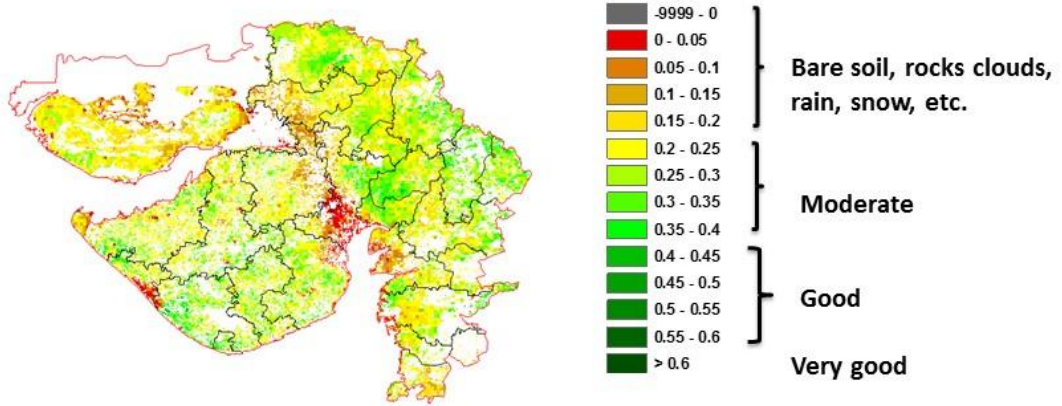 -9999 - 0
0 - 0.05
0.05 - 0.1
0.1 - 0.15
0.15 - 0.2
0.2 - 0.25
0.25 - 0.3
0.3 - 0.35
0.35 - 0.4
0.4 - 0.45
0.45 - 0.5
0.5 - 0.55
0.55 - 0.6
> 0.6
Bare soil, rocks clouds,
rain, snow, etc.
Moderate
Good
Very good